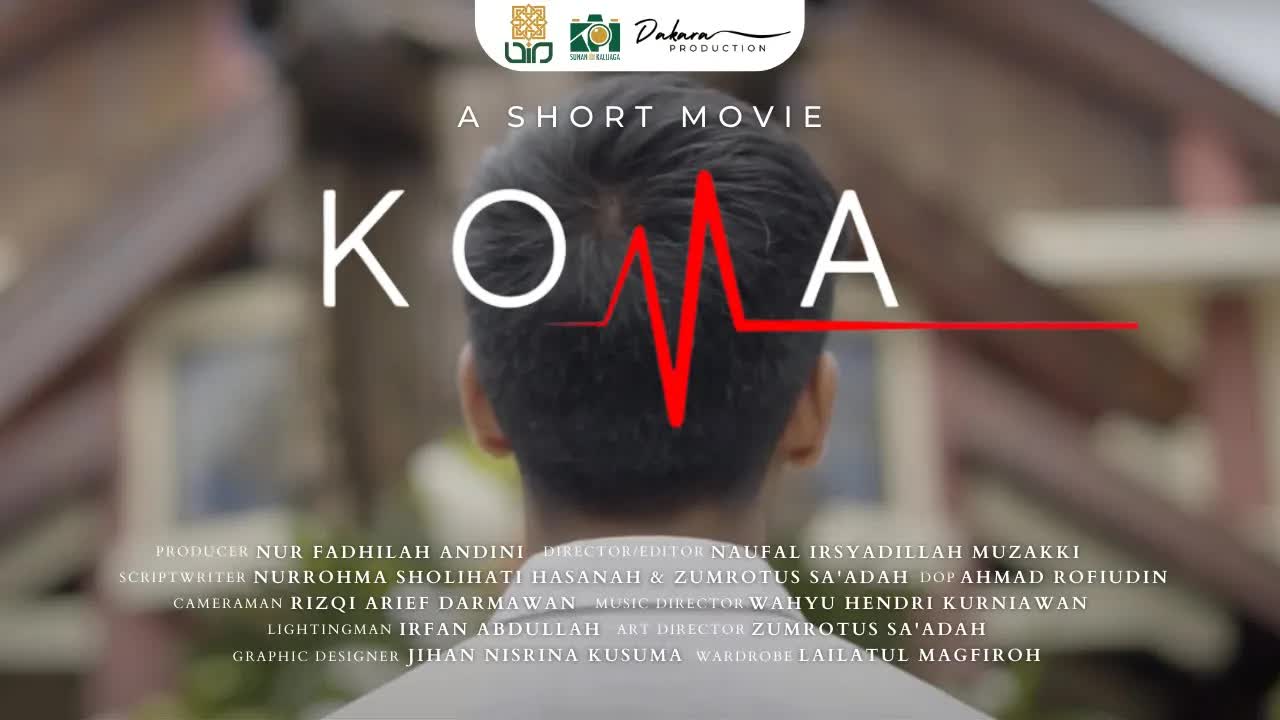 uin
SUNAN KALIJAGA
Dakara
PRODUCTION
A SHORT MOVIE
KOMA
PRODUCER NUR FADHILAH ANDINI DIRECTOR/EDITOR NAUFAL IRSYADILLAH MUZAKKI
SCRIPTWRITER NURROHMA SHOLIHATI HASANAH & ZUMROTUS SA'ADAH DOP AHMAD ROFIUDIN
CAMERAMAN RIZQI ARIEF DARMAWAN MUSIC DIRECTOR WAHYU HENDRI KURNIAWAN
LIGHTINGMAN IRFAN ABDULLAH ART DIRECTOR ZUMROTUS SA'ADAH
GRAPHIC DESIGNER JIHAN NISRINA KUSUMA WARDROBE LAILATUL MAGFIROH